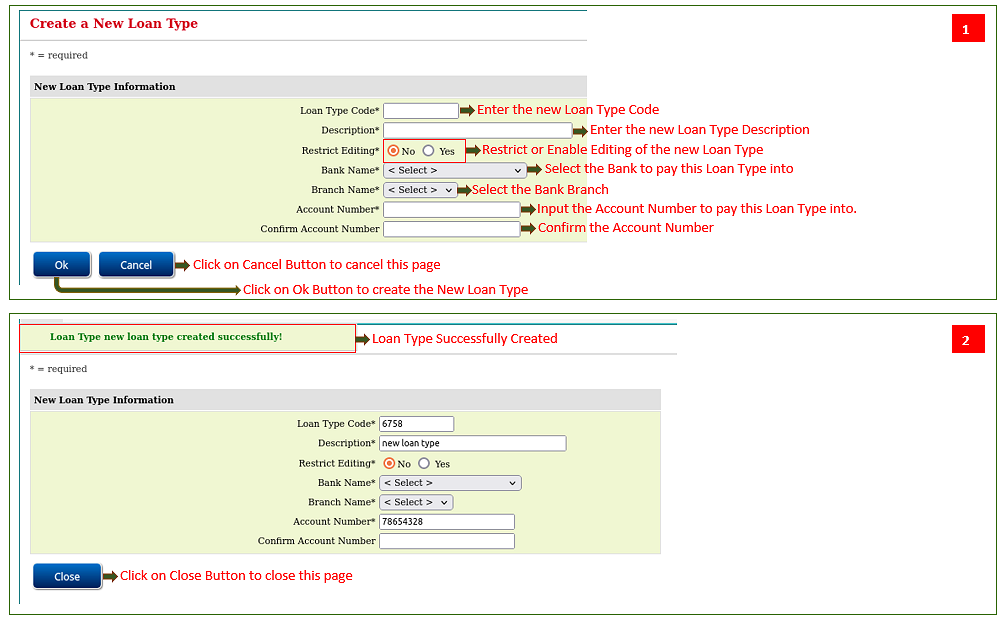 Create a New Loan Type
1
* = required
New Loan Type Information
Loan Type Code* Enter the new Loan Type Code
Description* Enter the new Loan Type Description
Restrict Editing* No Yes Restrict or Enable Editing of the new Loan Type
Bank Name* < Select > Select the Bank to pay this Loan Type into
Branch Name* < Select > Select the Bank Branch
Account Number* Input the Account Number to pay this Loan Type into.
Confirm Account Number Confirm the Account Number
Ok Cancel Click on Cancel Button to cancel this page
Click on Ok Button to create the New Loan Type
Loan Type new loan type created successfully! Loan Type Successfully Created
2
* = required
New Loan Type Information
Loan Type Code* 6758
Description* new loan type
Restrict Editing* No Yes
Bank Name* < Select >
Branch Name* < Select >
Account Number* 78654328
Confirm Account Number
Close Click on Close Button to close this page